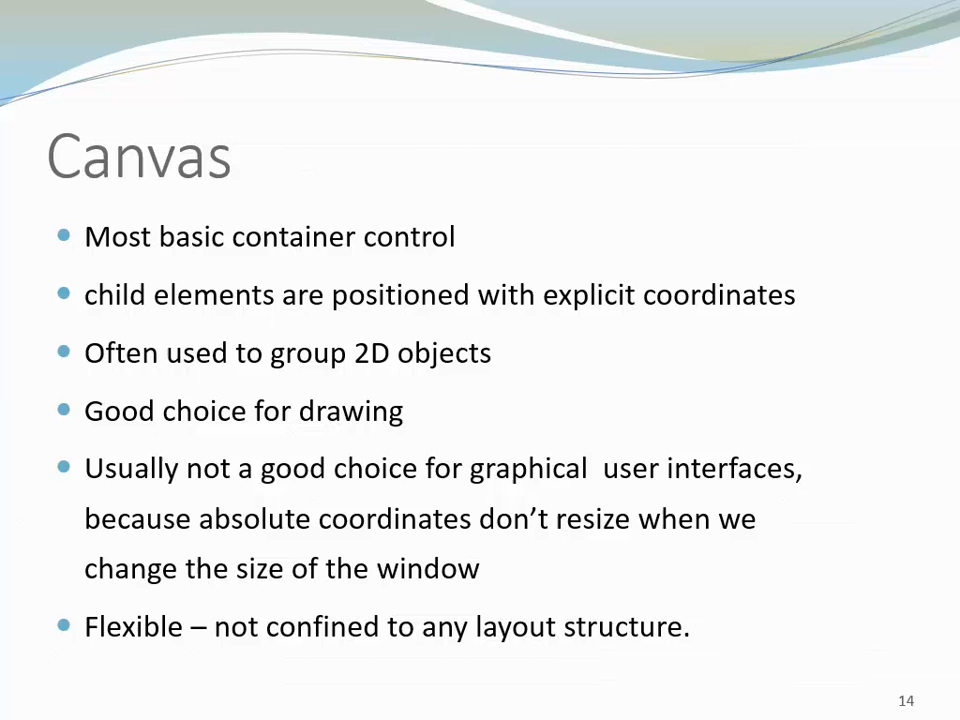 Canvas
• Most basic container control
• child elements are positioned with explicit coordinates
• Often used to group 2D objects
• Good choice for drawing
• Usually not a good choice for graphical  user interfaces,
because absolute coordinates don’t resize when we
change the size of the window
• Flexible – not confined to any layout structure.
14